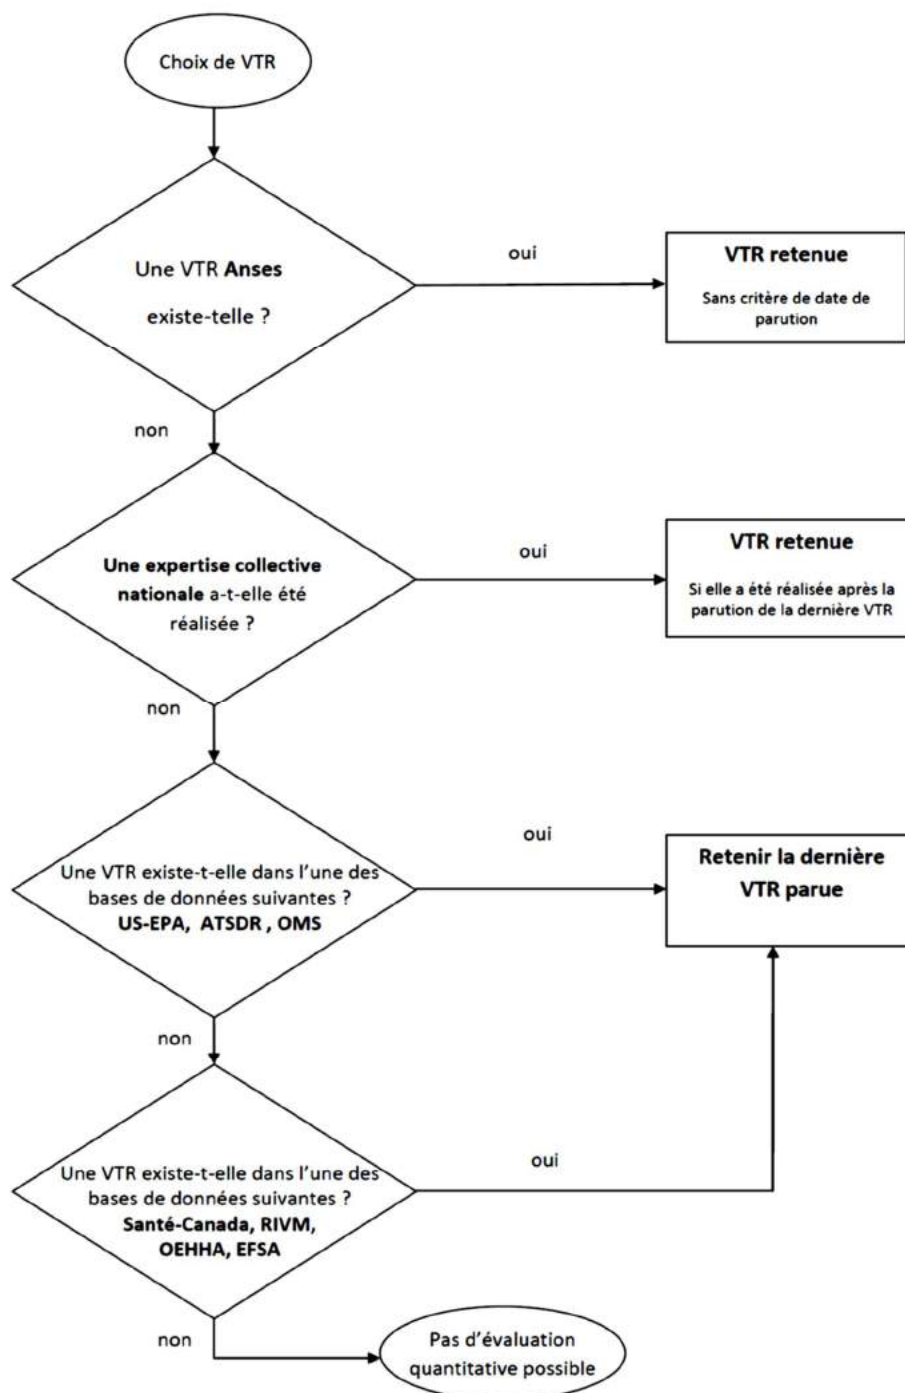 Choix de VTR
Une VTR Anses
existe-telle ?
oui
VTR retenue
Sans critère de date de
parution
non
Une expertise collective
nationale a-t-elle été
réalisée ?
oui
VTR retenue
Si elle a été réalisée après la
parution de la dernière VTR
non
Une VTR existe-t-elle dans l'une des
bases de données suivantes ?
US-EPA, ATSDR , OMS
oui
Retenir la dernière
VTR parue
non
Une VTR existe-t-elle dans l'une des
bases de données suivantes ?
Santé-Canada, RIVM,
OEHHA, EFSA
oui
non
Pas d'évaluation
quantitative possible